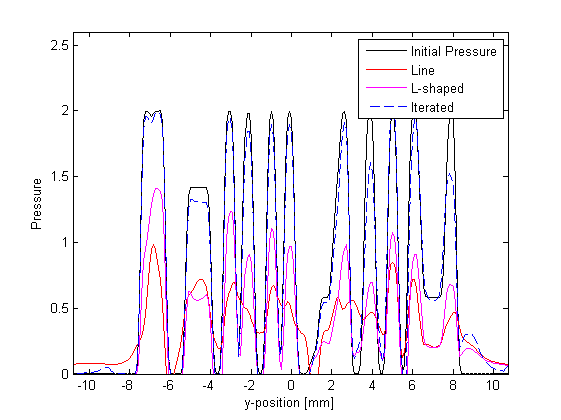 2.5
2
1.5
1
0.5
0
Pressure
Initial Pressure
Line
L-shaped
Iterated
-10 -8 -6 -4 -2 0 2 4 6 8 10
y-position [mm]